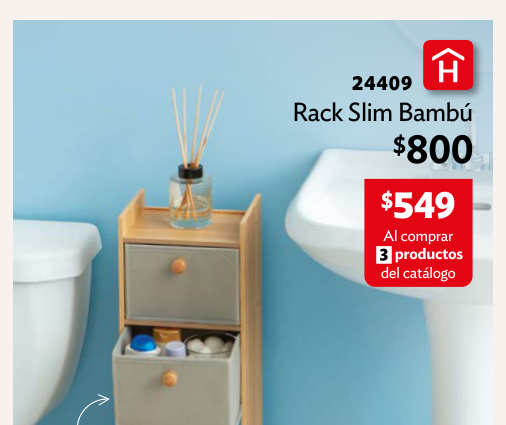 H
24409
Rack Slim Bambú
$800
$549
Al comprar
3 productos
del catálogo